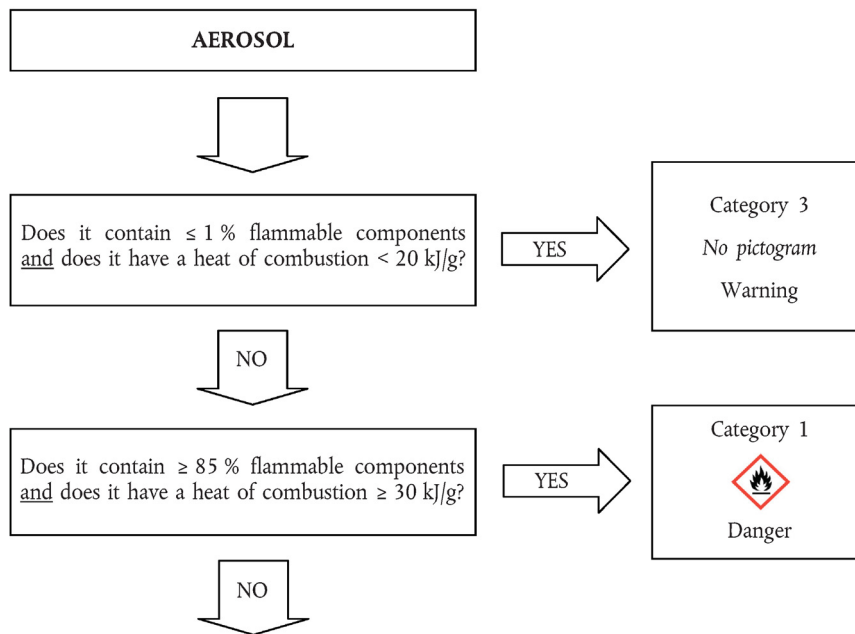 AEROSOL
Does it contain ≤ 1 % flammable components
and does it have a heat of combustion < 20 kJ/g?
YES
Category 3
No pictogram
Warning
NO
Does it contain ≥ 85 % flammable components
and does it have a heat of combustion ≥ 30 kJ/g?
YES
Category 1
Danger
NO